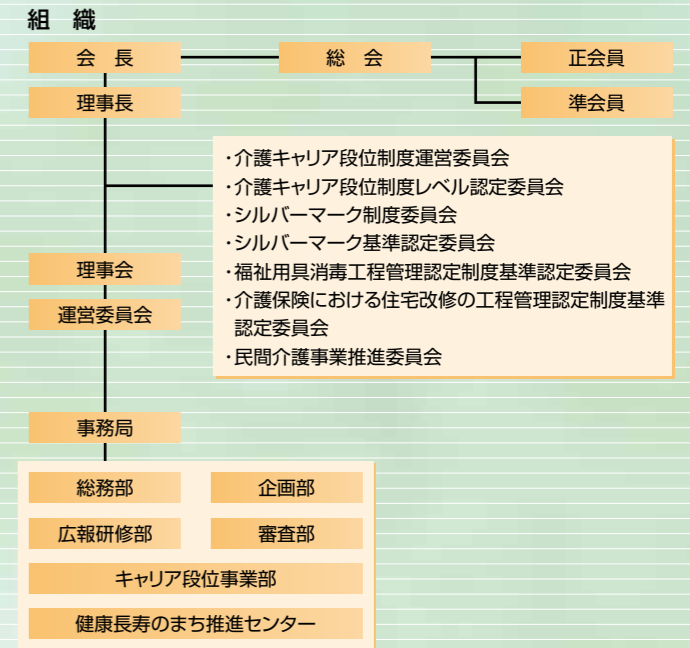 組 織
会 長
総 会
正会員
理事長
準会員
・介護キャリア段位制度運営委員会
・介護キャリア段位制度レベル認定委員会
・シルバーマーク制度委員会
・シルバーマーク基準認定委員会
・福祉用具消毒工程管理認定制度基準認定委員会
・介護保険における住宅改修の工程管理認定制度基準
認定委員会
・民間介護事業推進委員会
理事会
運営委員会
事務局
総務部
企画部
広報研修部
審査部
キャリア段位事業部
健康長寿のまち推進センター